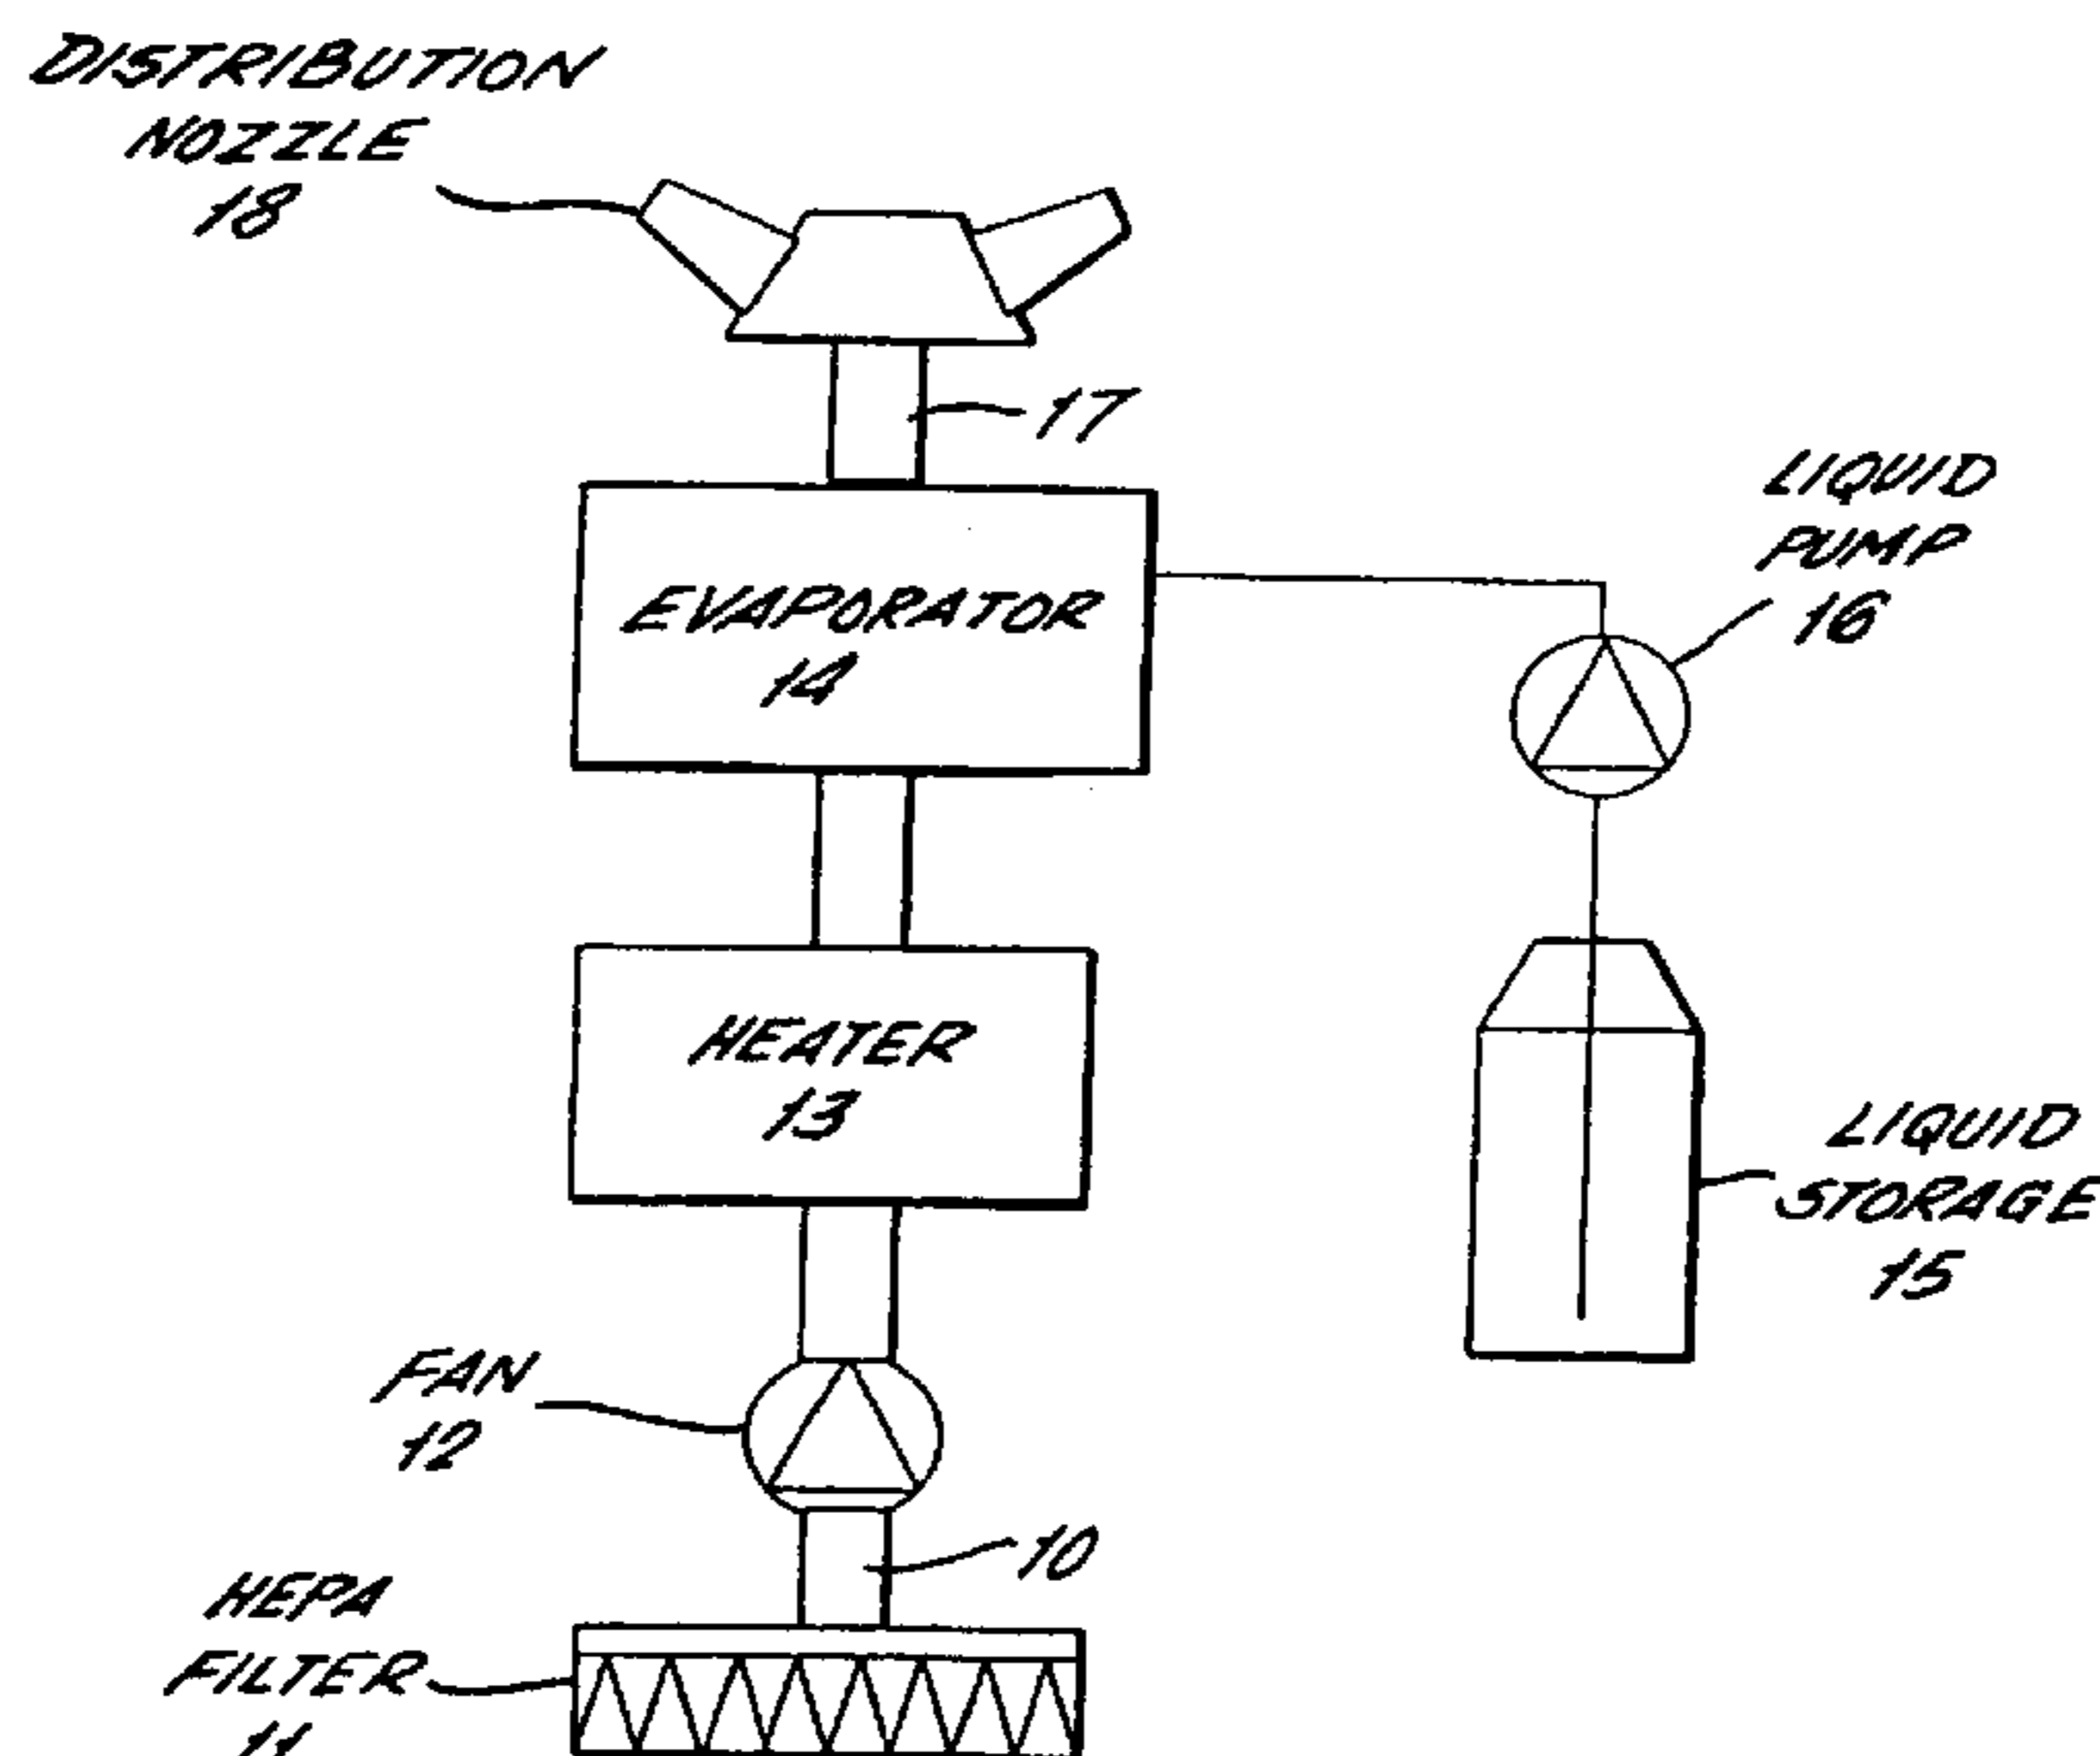 DISTRIBUTION
NOZZLE
18
17
LIQUID
PUMP
16
EVAPORATOR
14
HEATER
13
LIQUID
STORAGE
15
FAN
12
10
HEPA
FILTER
11